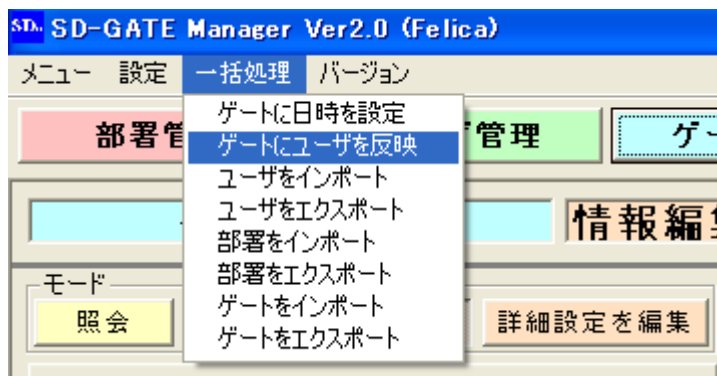 SD-GATE Manager Ver2.0 (Felica)
メニュー 設定 一括処理 バージョン
ゲートに日時を設定
部署管 管理 ゲー
ゲートにユーザを反映
ユーザをインポート
ユーザをエクスポート
情報編集
部署をインポート
部署をエクスポート
モード
ゲートをインポート
照会 詳細設定を編集
ゲートをエクスポート